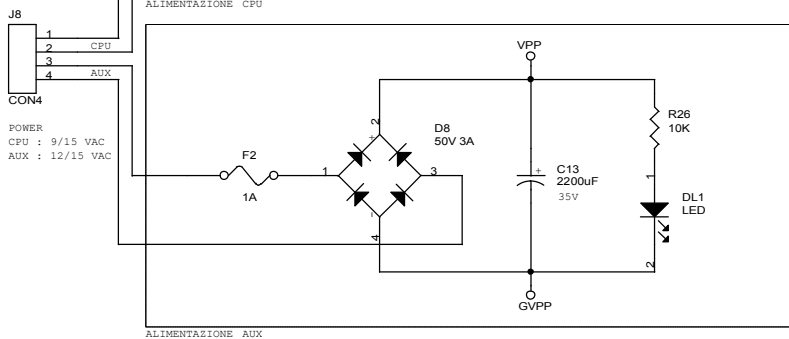 ALIMENTAZIONE CPU
J8
1
2
CPU
3
AUX
4
CON4
POWER
CPU : 9/15 VAC
AUX : 12/15 VAC
F2
1A
2
+
D8
50V 3A
1
3
-
4
VPP
+
C13
2200uF
35V
GVPP
R26
10K
1
DL1
LED
2
ALIMENTAZIONE AUX